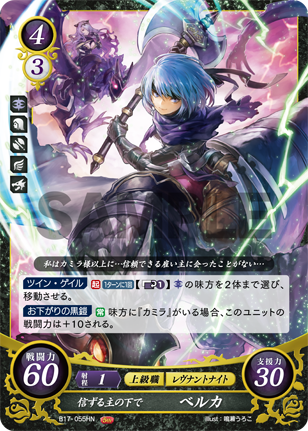 4
3
SAMPLE
私はカミラ様以上に…信頼できる雇い主に会ったことがない…
ツイン・ゲイル 起 1ターンに1回 1 の味方を2体まで選び、
移動させる。
お下がりの黒鎧 常 味方に『カミラ』がいる場合、このユニットの
戦闘力は+10される。
戦闘力
60
射程 1 上級職 レヴナントナイト
支援力
30
信ずる主の下で ベルカ
B17-055HN
Illust : 鳴瀬うろこ